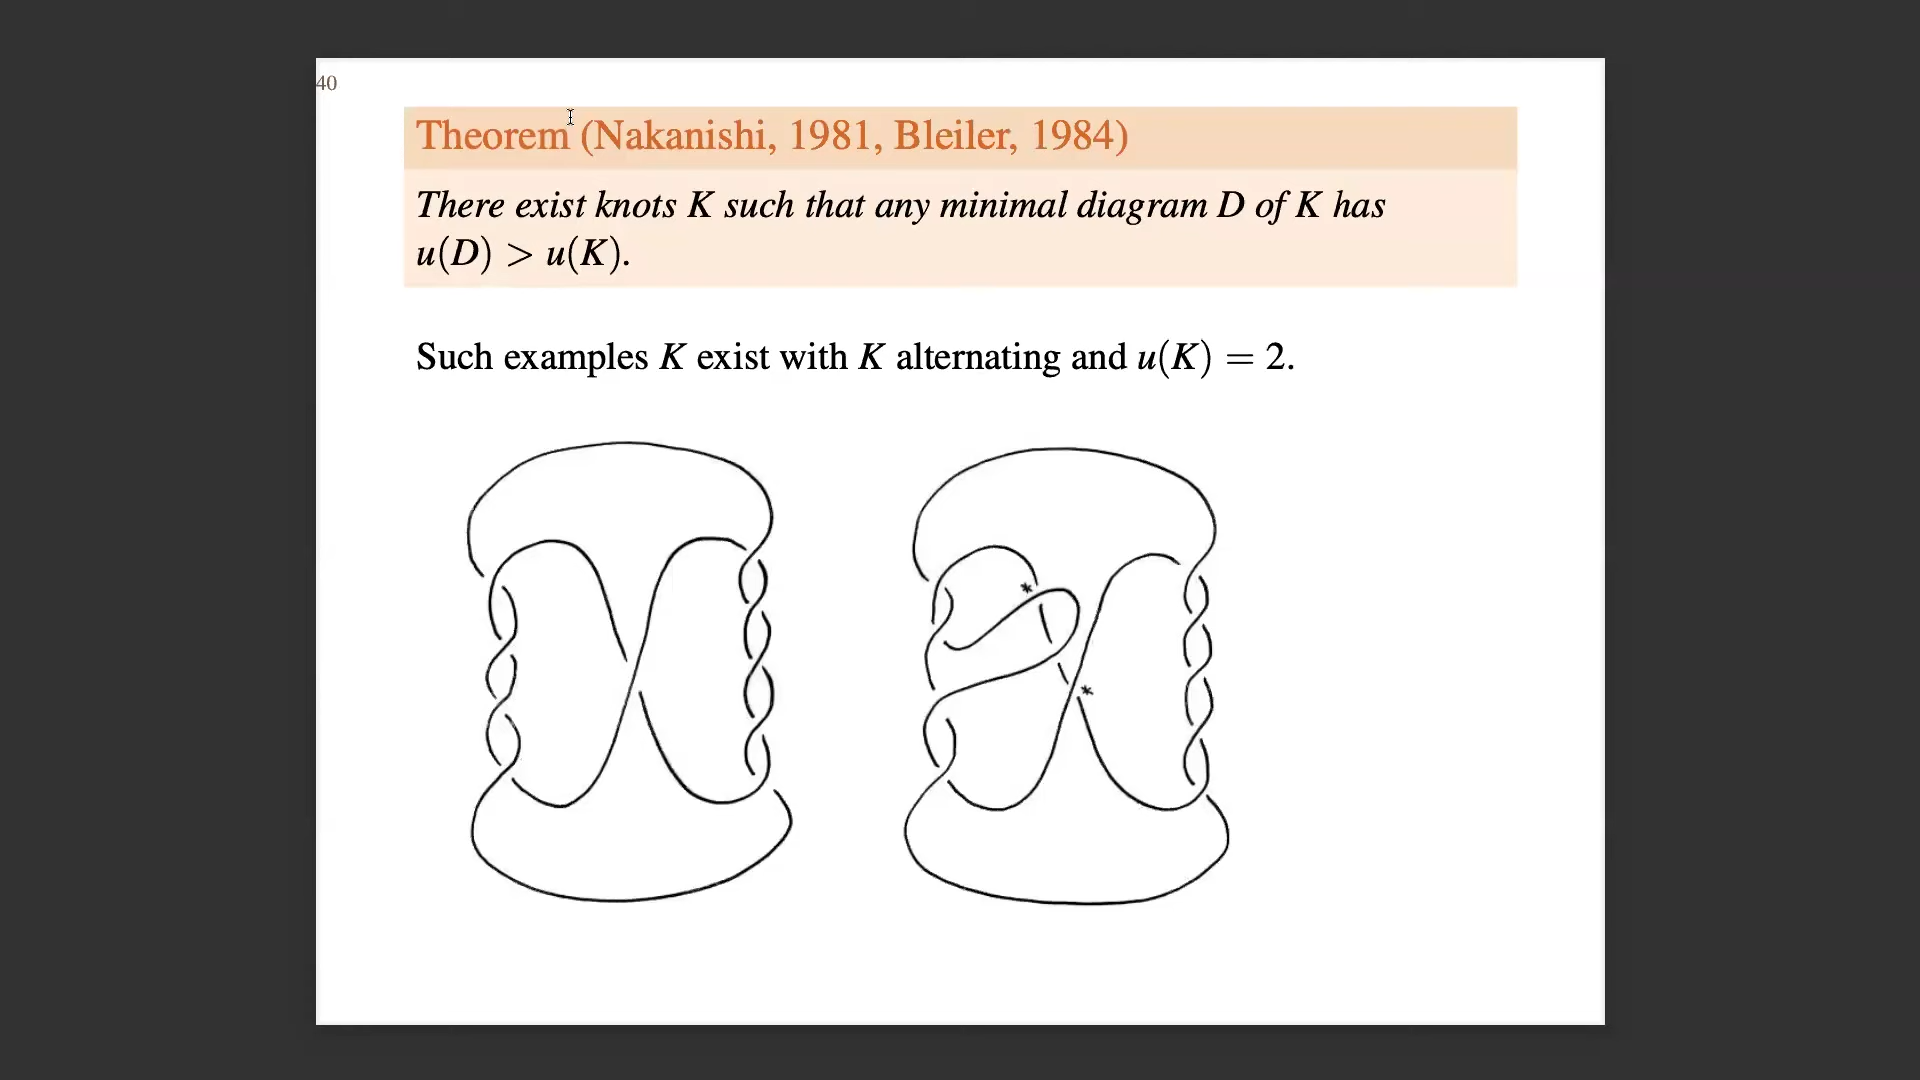 40
Theorem (Nakanishi, 1981, Bleiler, 1984)
There exist knots K such that any minimal diagram D of K has
u(D) > u(K).
Such examples K exist with K alternating and u(K) = 2.
*
*